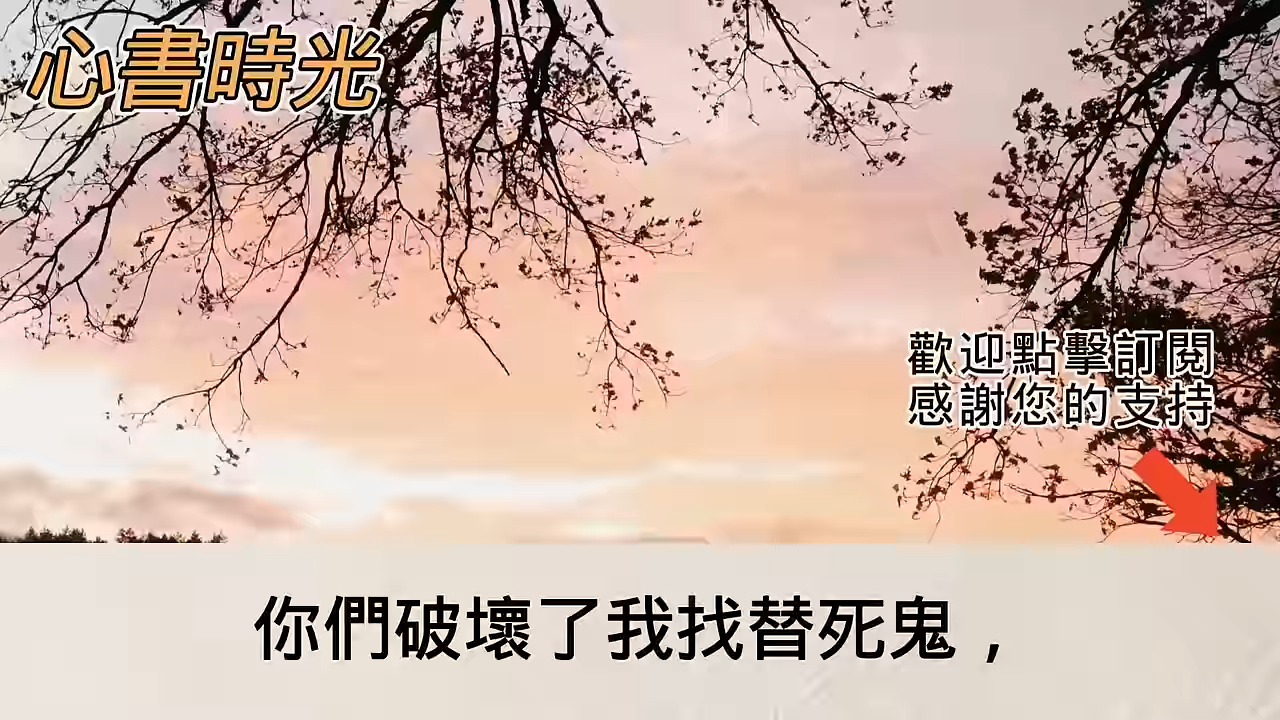 心書時光
歡迎點擊訂閱
感謝您的支持
你們破壞了我找替死鬼，